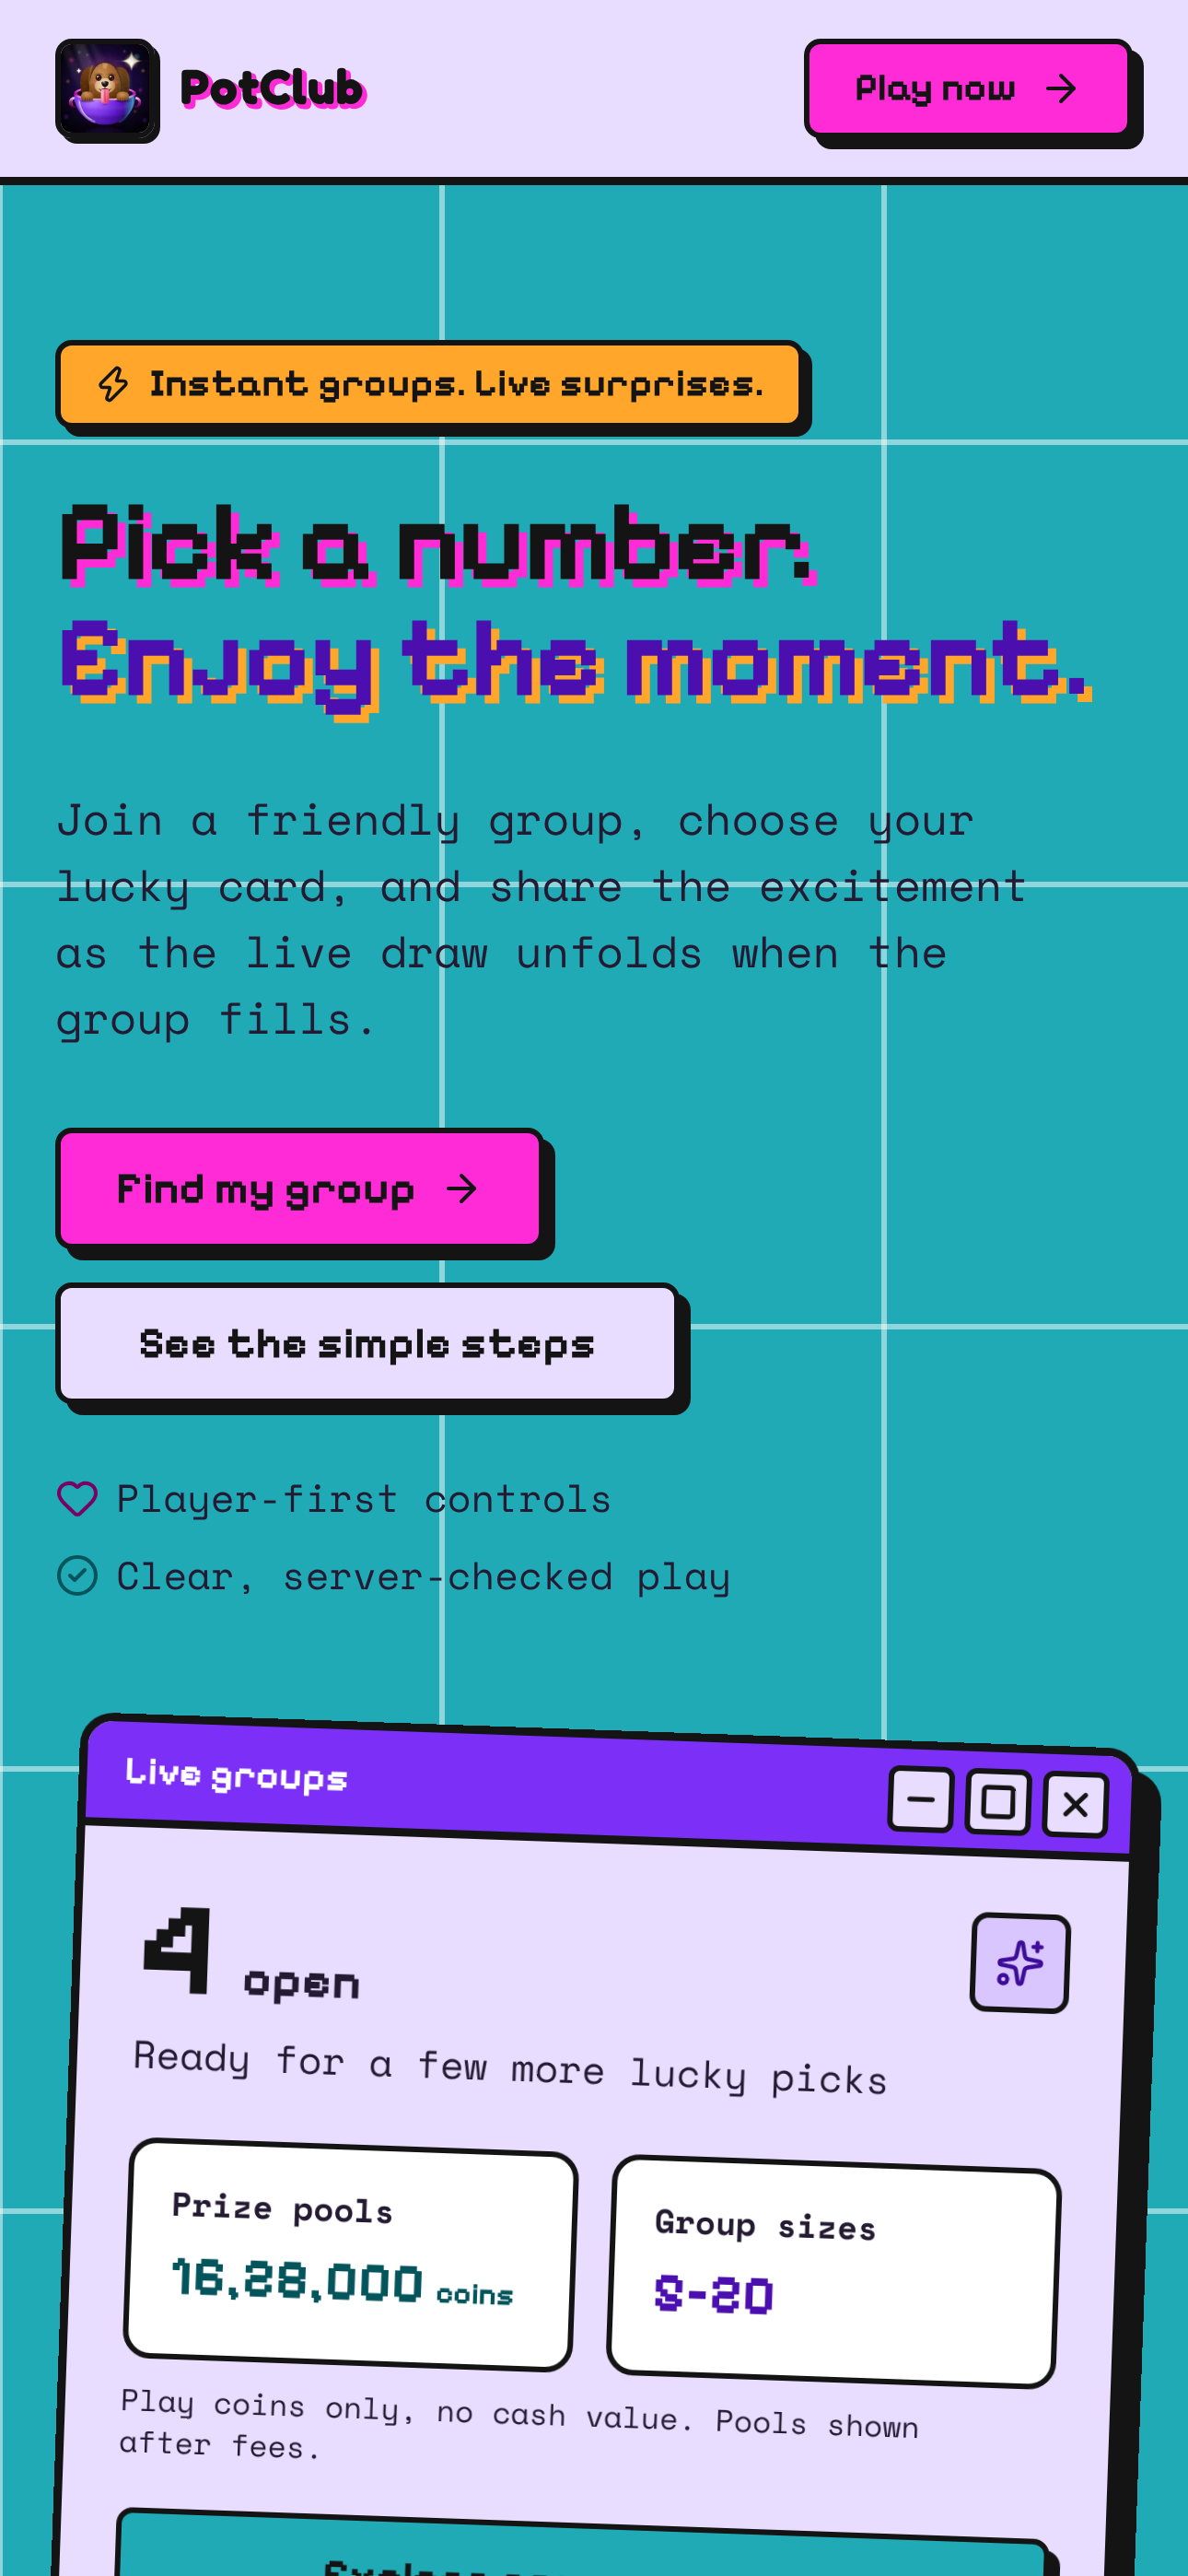 PotClub
Play now
Instant groups. Live surprises.
Pick a number.
Enjoy the moment.
Join a friendly group, choose your
lucky card, and share the excitement
as the live draw unfolds when the
group fills.
Find my group
See the simple steps
Player-first controls
Clear, server-checked play
Live groups
4 open
Ready for a few more lucky picks
Prize pools
16,28,000 coins
Group sizes
8-20
Play coins only, no cash value. Pools shown
after fees.